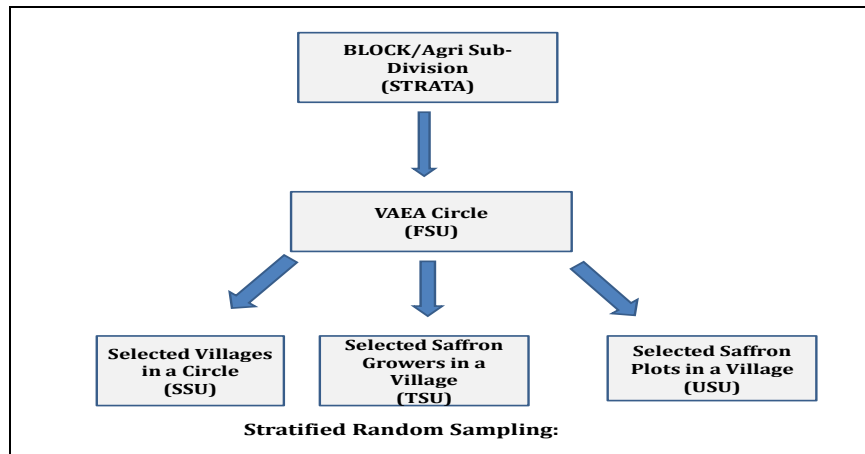 BLOCK/Agri Sub-
Division
(STRATA)
VAEA Circle
(FSU)
Selected Villages
in a Circle
(SSU)
Selected Saffron
Growers in a
Village
(TSU)
Selected Saffron
Plots in a Village
(USU)
Stratified Random Sampling: